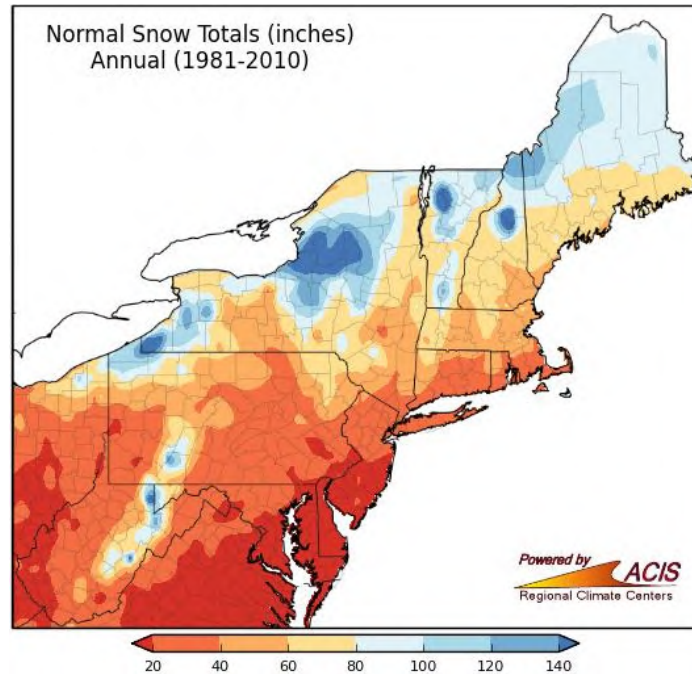 Normal Snow Totals (inches)
Annual (1981-2010)
Powered by
ACIS
Regional Climate Centers
20 40 60 80 100 120 140